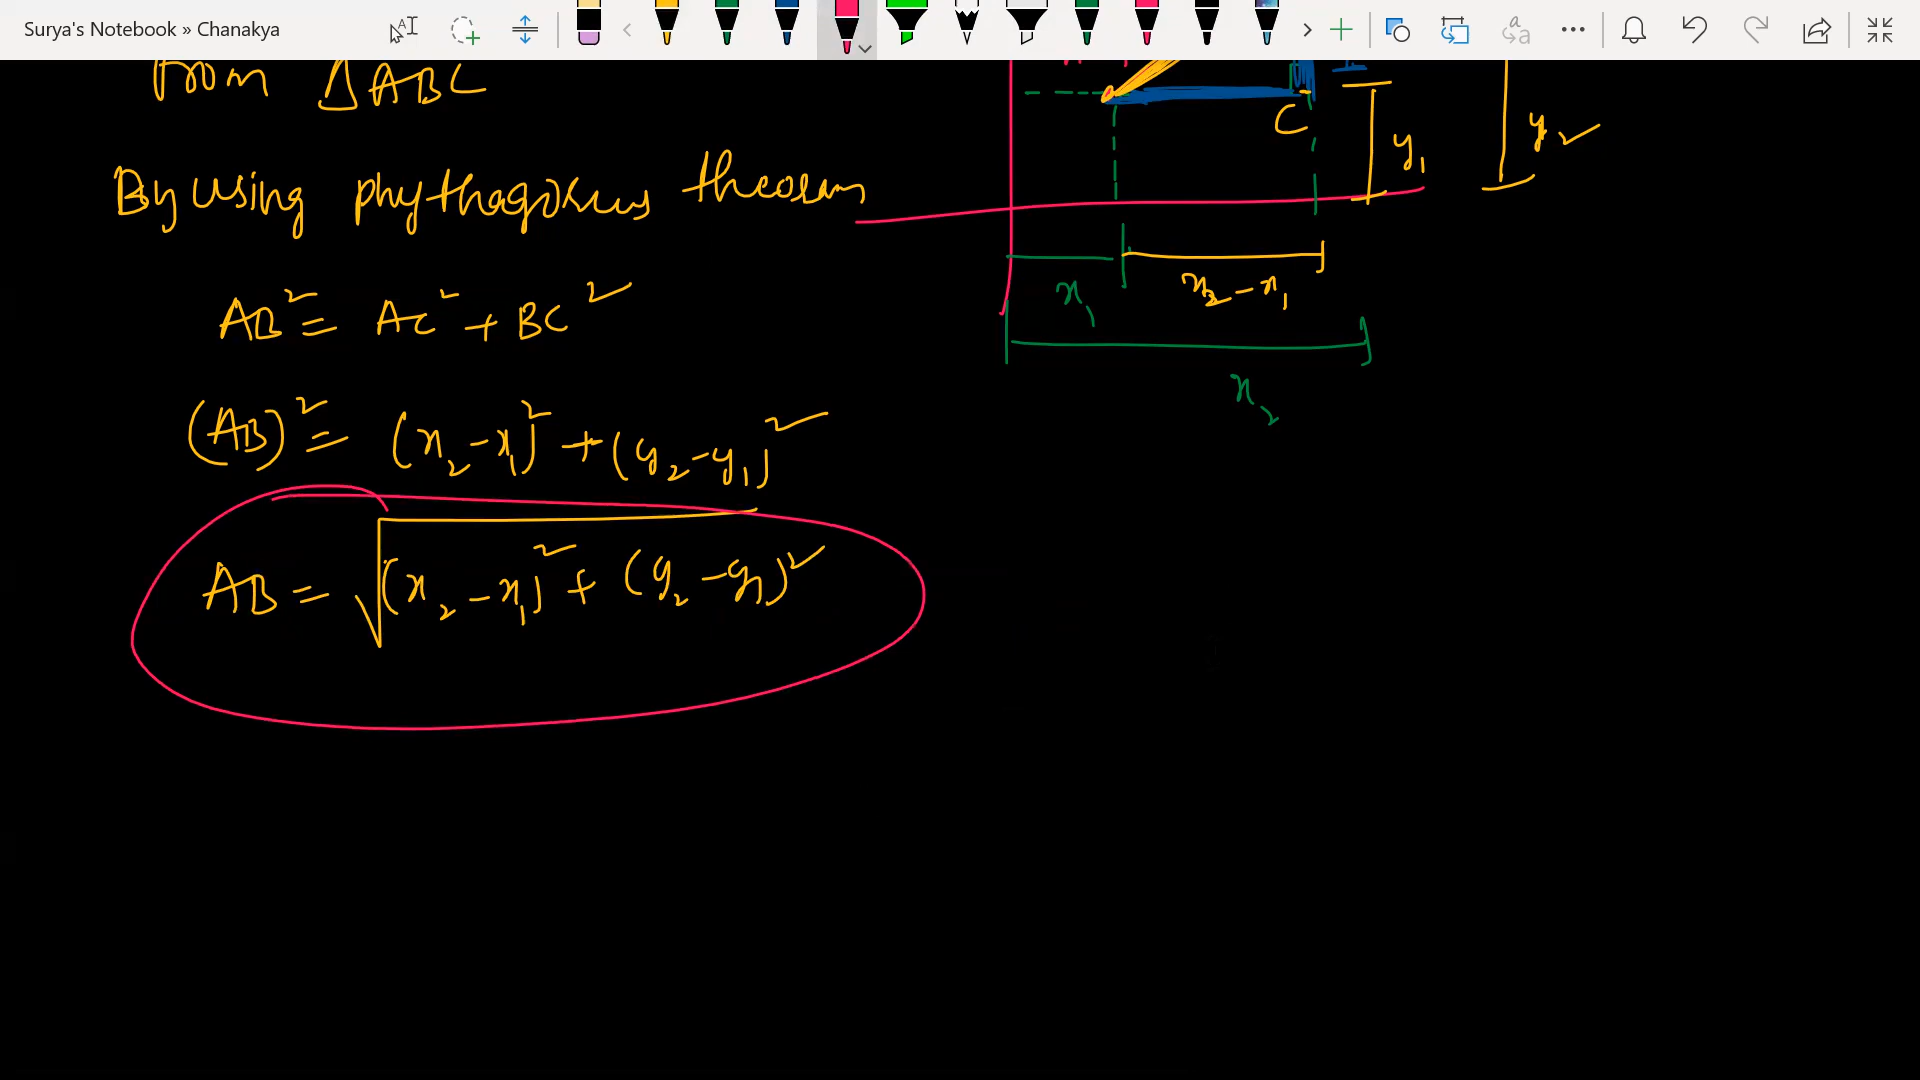 Surya's Notebook » Chanakya
from ΔABC
By using phythagorus theoram
AB² = AC² + BC²
(AB)² = (x₂-x₁)² + (y₂-y₁)²
AB = √(x₂-x₁)² + (y₂-y₁)²
C
y₁
y₂
x₁
x₂-x₁
x₂